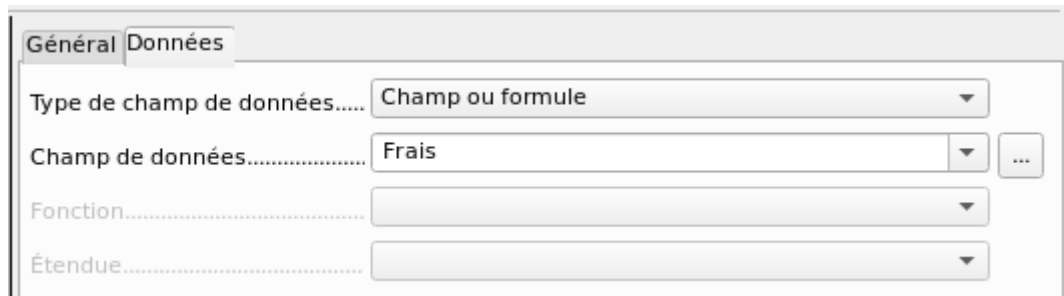 Général Données
Type de champ de données..... Champ ou formule
Champ de données..................... Frais ...
Fonction..........................................
Étendue..........................................